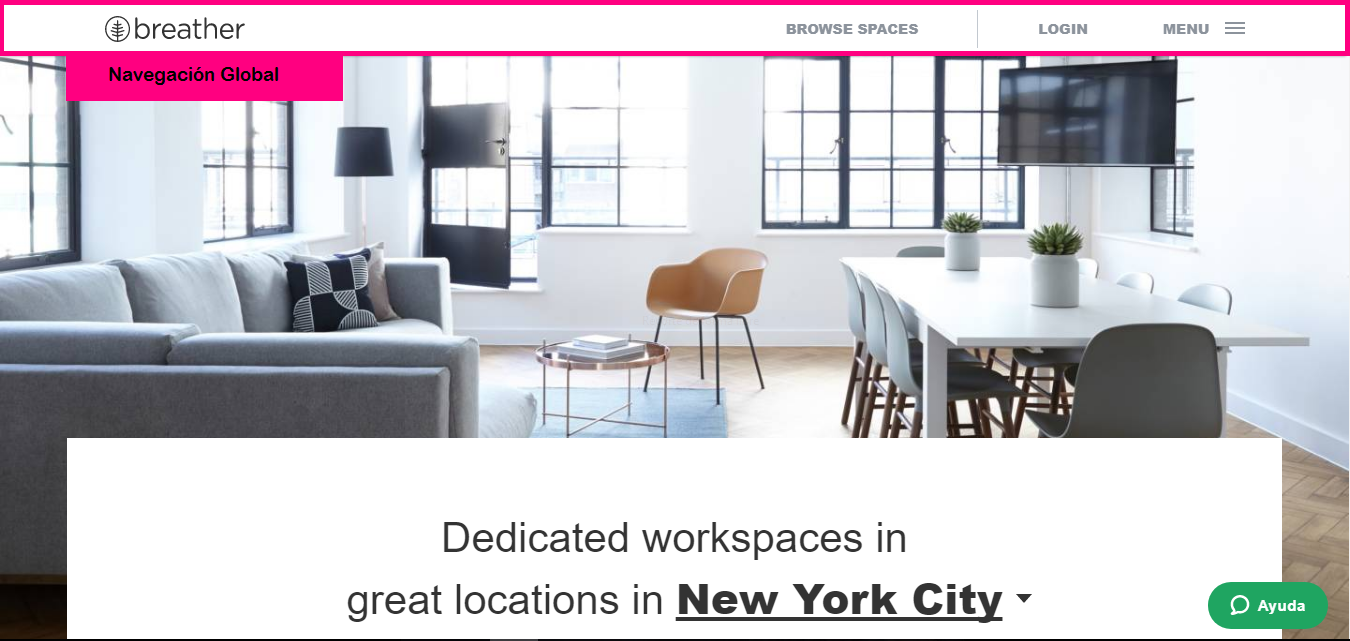 breather
BROWSE SPACES
LOGIN
MENU
Navegación Global
Dedicated workspaces in
great locations in New York City
Ayuda